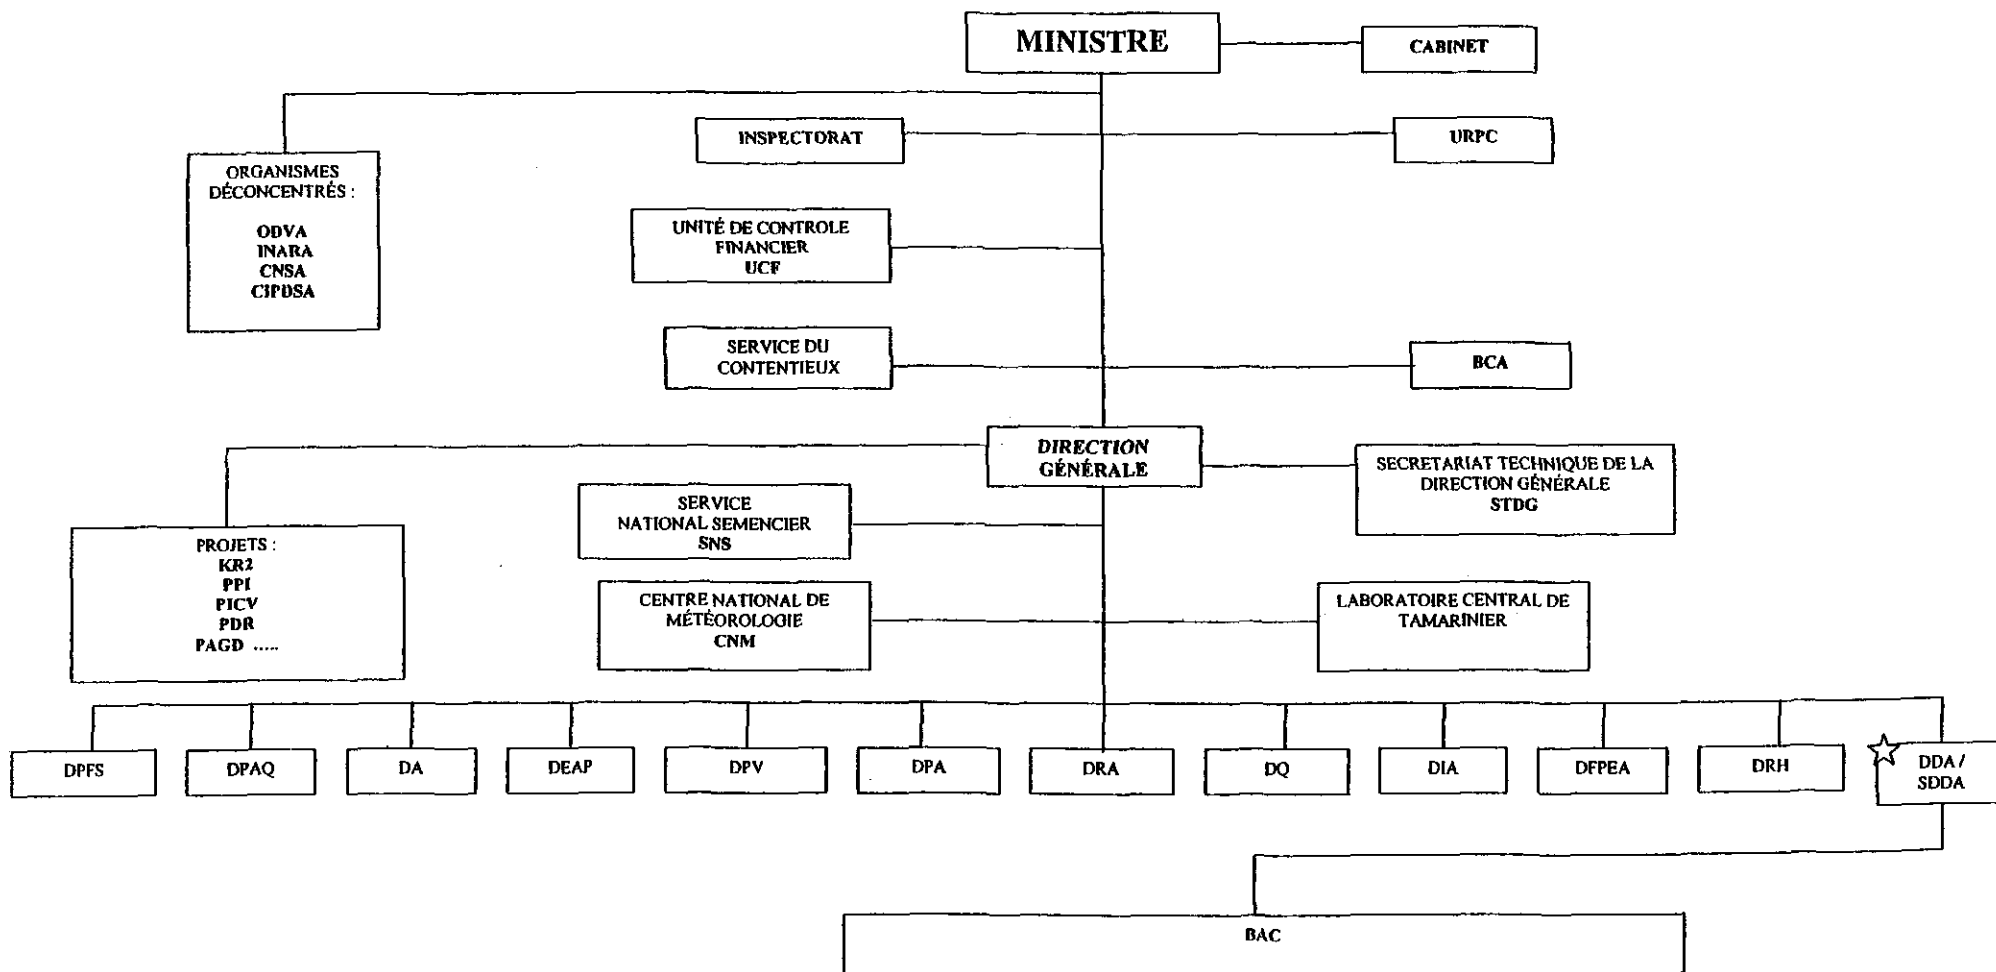 MINISTRE
CABINET
INSPECTORAT
URPC
ORGANISMES
DÉCONCENTRÉS :
ODVA
INARA
CNSA
CIPDSA
UNITÉ DE CONTROLE
FINANCIER
UCF
SERVICE DU
CONTENTIEUX
BCA
DIRECTION
GÉNÉRALE
SECRETARIAT TECHNIQUE DE LA
DIRECTION GÉNÉRALE
STDG
SERVICE
NATIONAL SEMENCIER
SNS
PROJETS :
KR2
PPI
PICV
PDR
PAGD .....
CENTRE NATIONAL DE
MÉTÉOROLOGIE
CNM
LABORATOIRE CENTRAL DE
TAMARINIER
DPFS
DPAQ
DA
DEAP
DPV
DPA
DRA
DQ
DIA
DFPEA
DRH
DDA /
SDDA
BAC